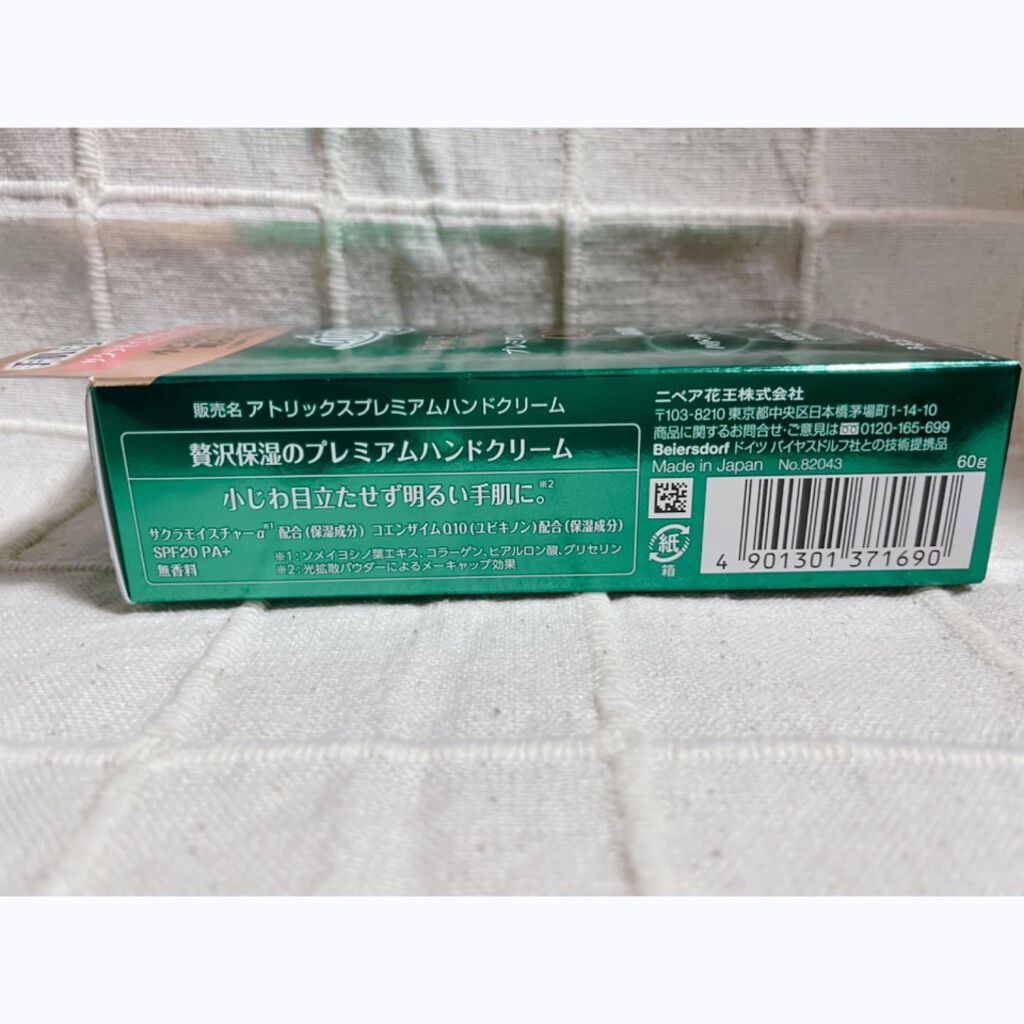 販売名 アトリックスプレミアムハンドクリーム
贅沢保湿のプレミアムハンドクリーム
小じわ目立たせず明るい手肌に。※2
サクラモイスチャーα※1 配合(保湿成分) コエンザイムQ10(ユビキノン)配合(保湿成分)
SPF20 PA+
無香料
※1:ソメイヨシノ葉エキス、コラーゲン、ヒアルロン酸、グリセリン
※2:光拡散パウダーによるメーキャップ効果
ニベア花王株式会社
〒103-8210 東京都中央区日本橋茅場町1-14-10
商品に関するお問合せ・ご意見は 0120-165-699
Beiersdorf ドイツ バイヤスドルフ社との技術提携品
Made in Japan No.82043 60g
紙
箱
4 901301 371690